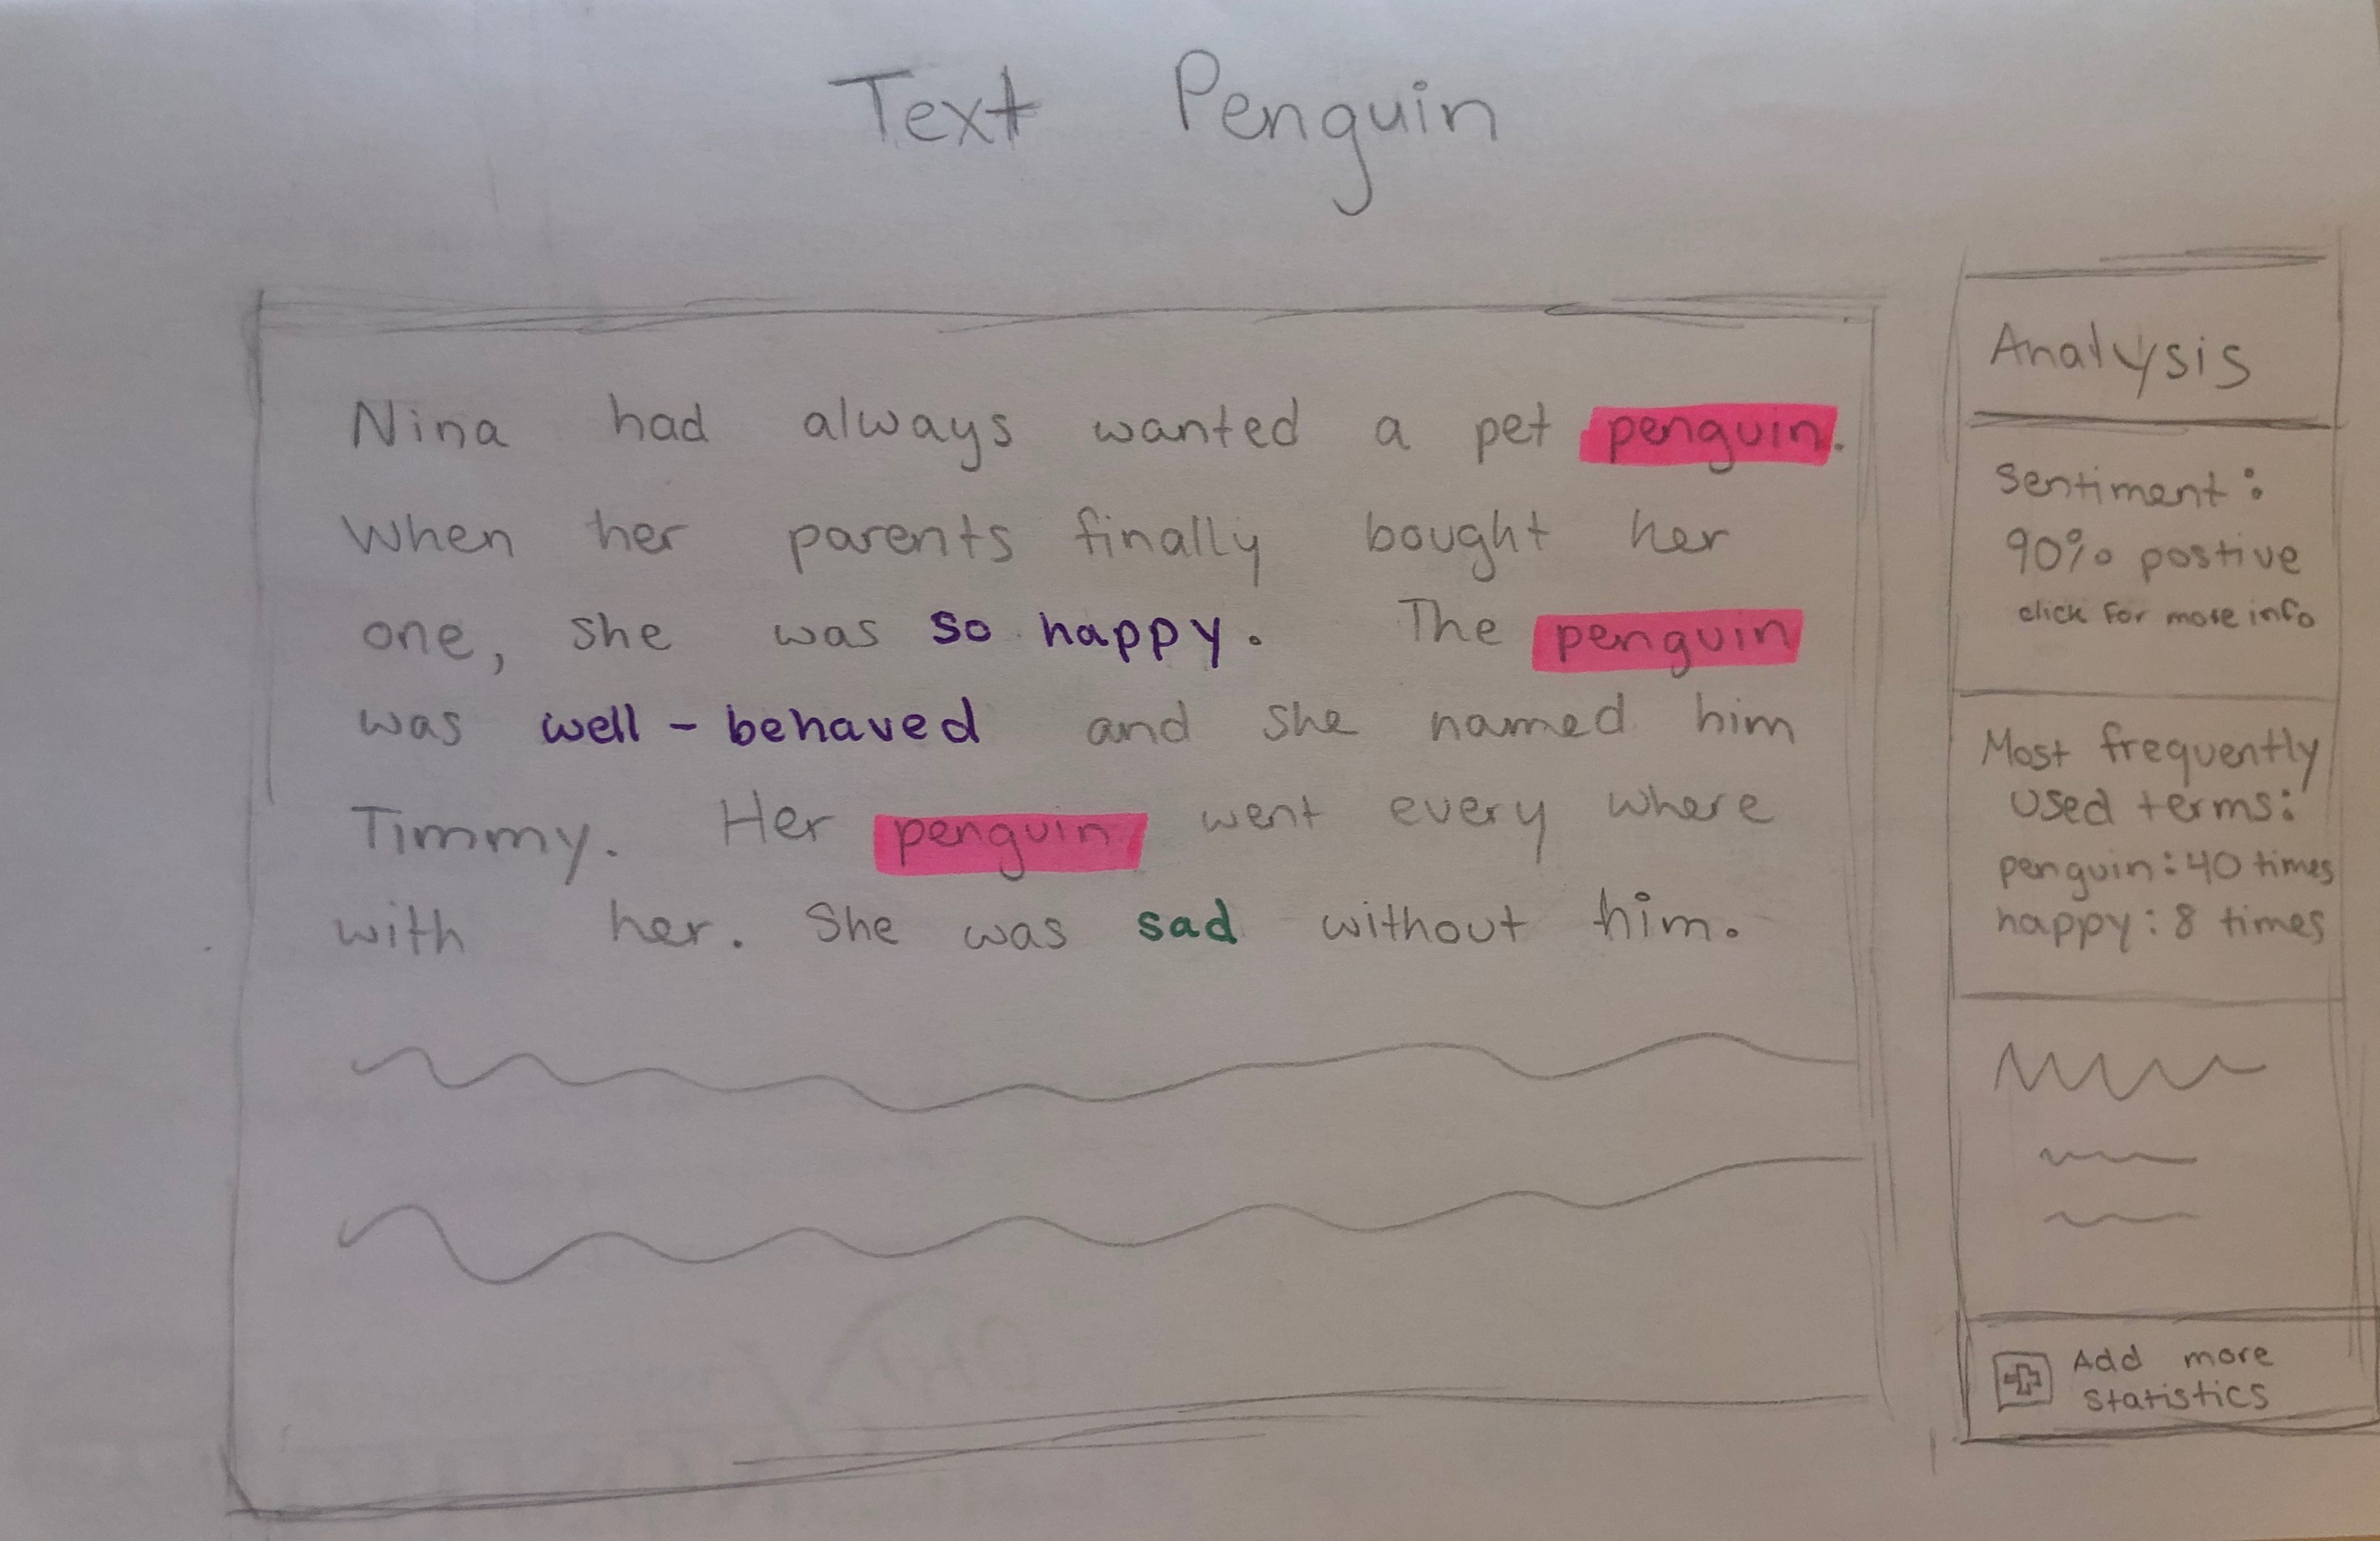 Text Penguin
Nina had always wanted a pet penguin.
When her parents finally bought her
one, she was so happy. The penguin
was well-behaved and she named him
Timmy. Her penguin went every where
with her. She was sad without him.
Analysis
Sentiment:
90% postive
click For more info
Most frequently
used terms:
penguin: 40 times
happy: 8 times
Add more
Statistics